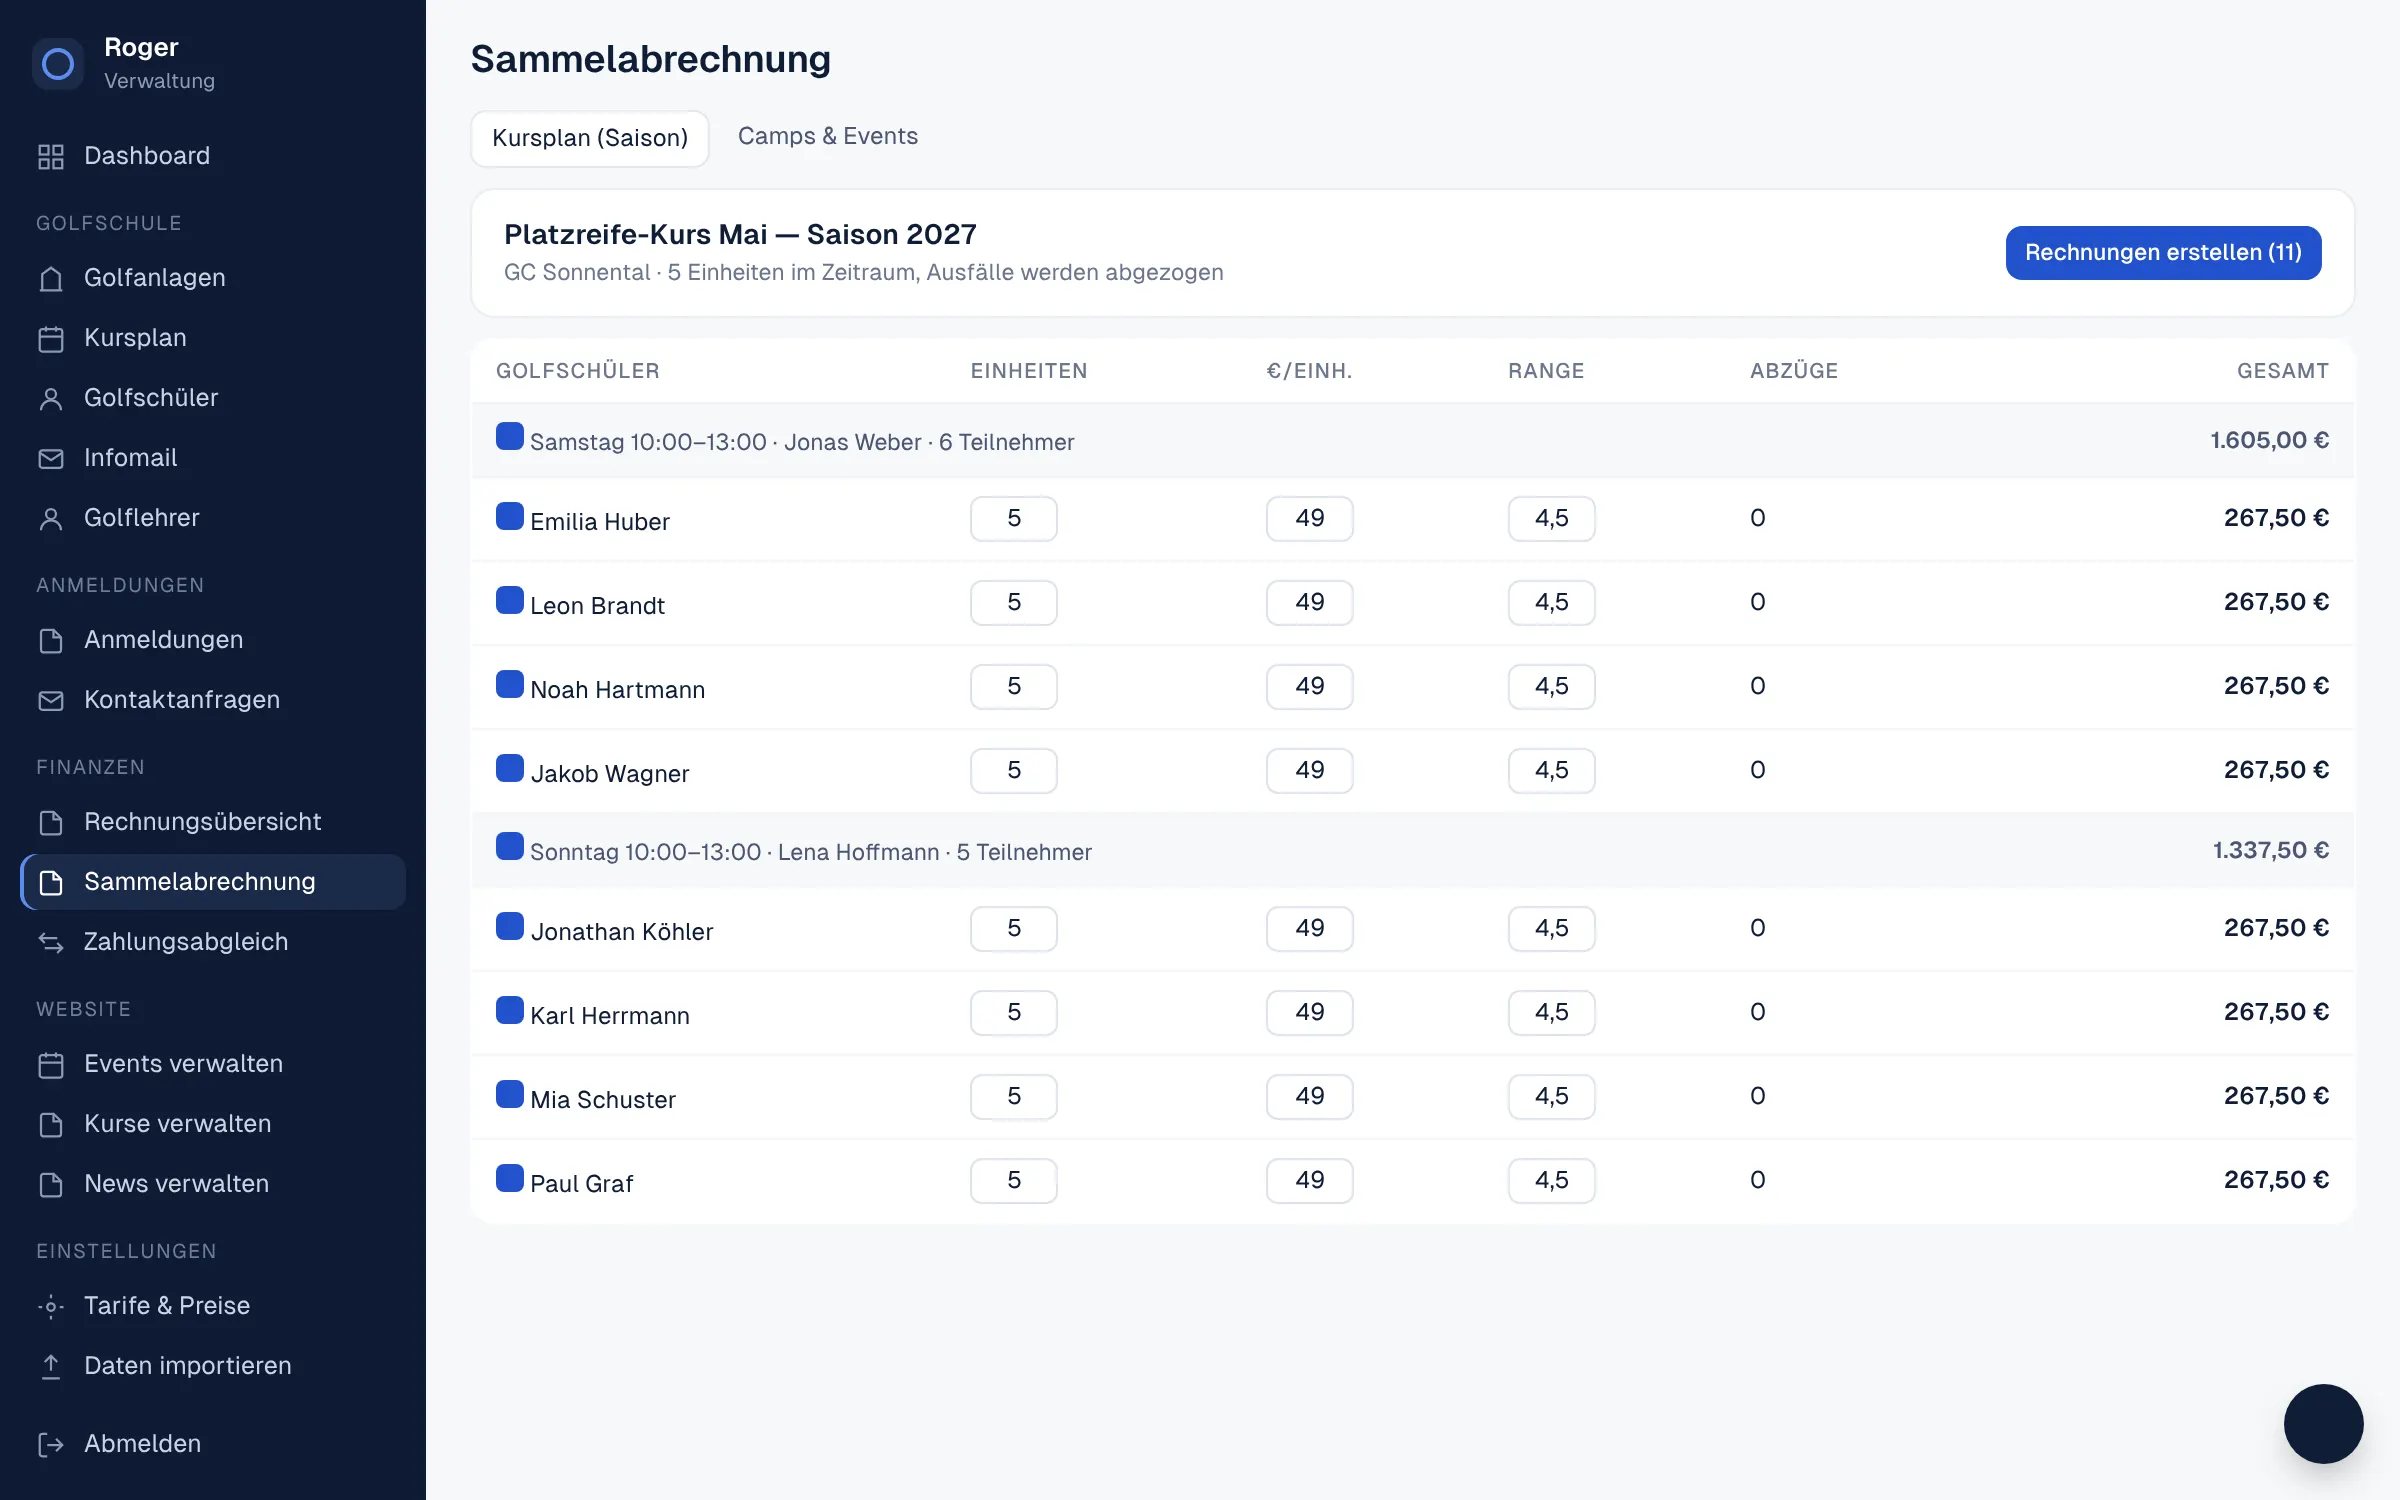 Roger
Verwaltung
Dashboard
GOLFSCHULE
Golfanlagen
Kursplan
Golfschüler
Infomail
Golflehrer
ANMELDUNGEN
Anmeldungen
Kontaktanfragen
FINANZEN
Rechnungsübersicht
Sammelabrechnung
Zahlungsabgleich
WEBSITE
Events verwalten
Kurse verwalten
News verwalten
EINSTELLUNGEN
Tarife & Preise
Daten importieren
Abmelden
Sammelabrechnung
Kursplan (Saison) Camps & Events
Platzreife-Kurs Mai — Saison 2027
GC Sonnental · 5 Einheiten im Zeitraum, Ausfälle werden abgezogen
Rechnungen erstellen (11)
GOLFSCHÜLER EINHEITEN €/EINH. RANGE ABZÜGE GESAMT
Samstag 10:00–13:00 · Jonas Weber · 6 Teilnehmer 1.605,00 €
Emilia Huber 5 49 4,5 0 267,50 €
Leon Brandt 5 49 4,5 0 267,50 €
Noah Hartmann 5 49 4,5 0 267,50 €
Jakob Wagner 5 49 4,5 0 267,50 €
Sonntag 10:00–13:00 · Lena Hoffmann · 5 Teilnehmer 1.337,50 €
Jonathan Köhler 5 49 4,5 0 267,50 €
Karl Herrmann 5 49 4,5 0 267,50 €
Mia Schuster 5 49 4,5 0 267,50 €
Paul Graf 5 49 4,5 0 267,50 €